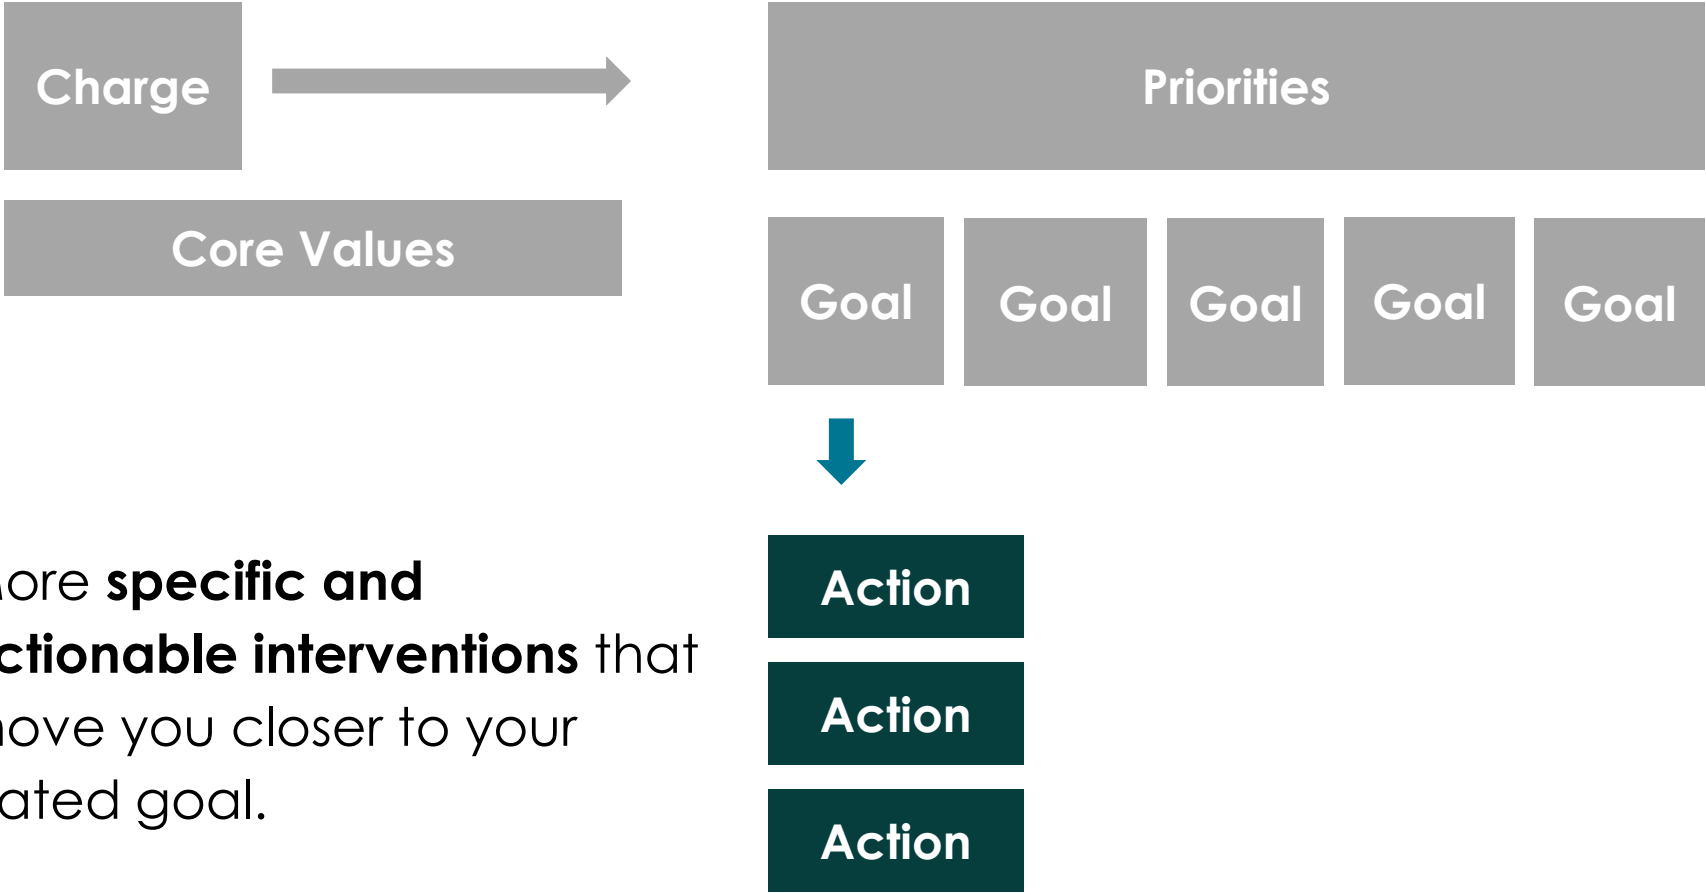 Charge
Priorities
Core Values
Goal
Goal
Goal
Goal
Goal
ore specific and
ctionable interventions that
ove you closer to your
ated goal.
Action
Action
Action